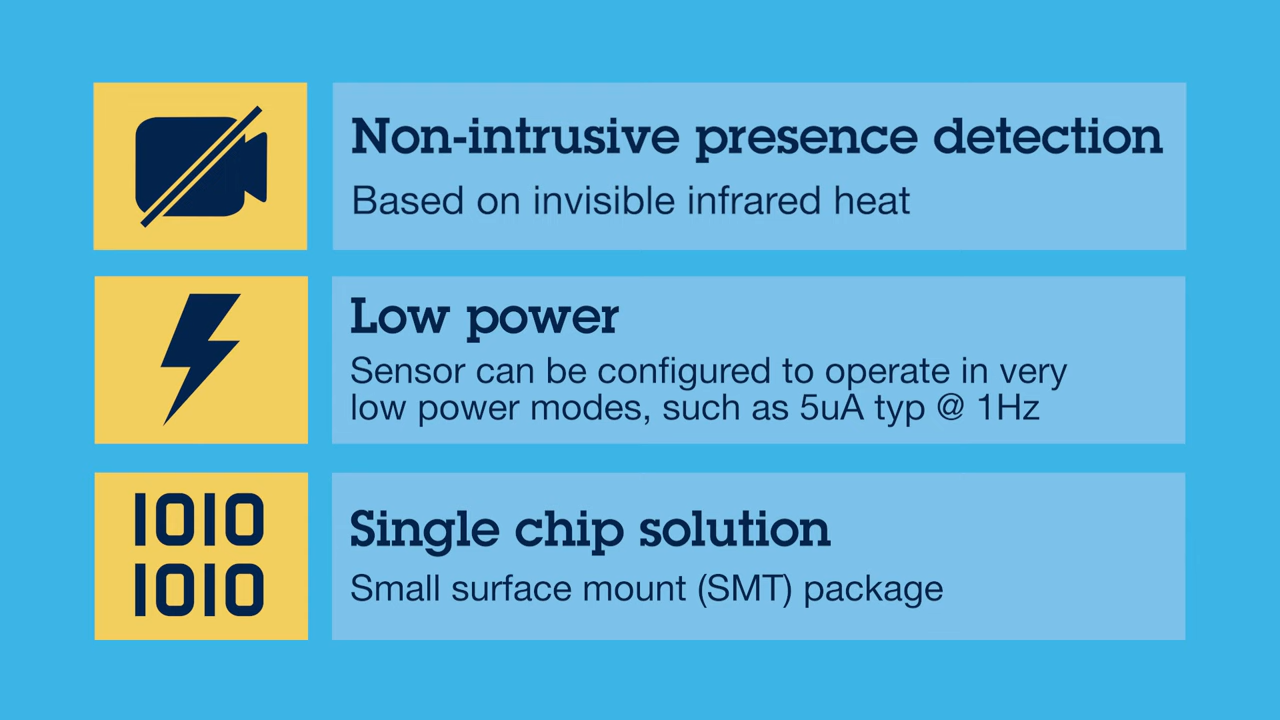 Non-intrusive presence detection
Based on invisible infrared heat
Low power
Sensor can be configured to operate in very
low power modes, such as 5uA typ @ 1Hz
1010
1010
Single chip solution
Small surface mount (SMT) package